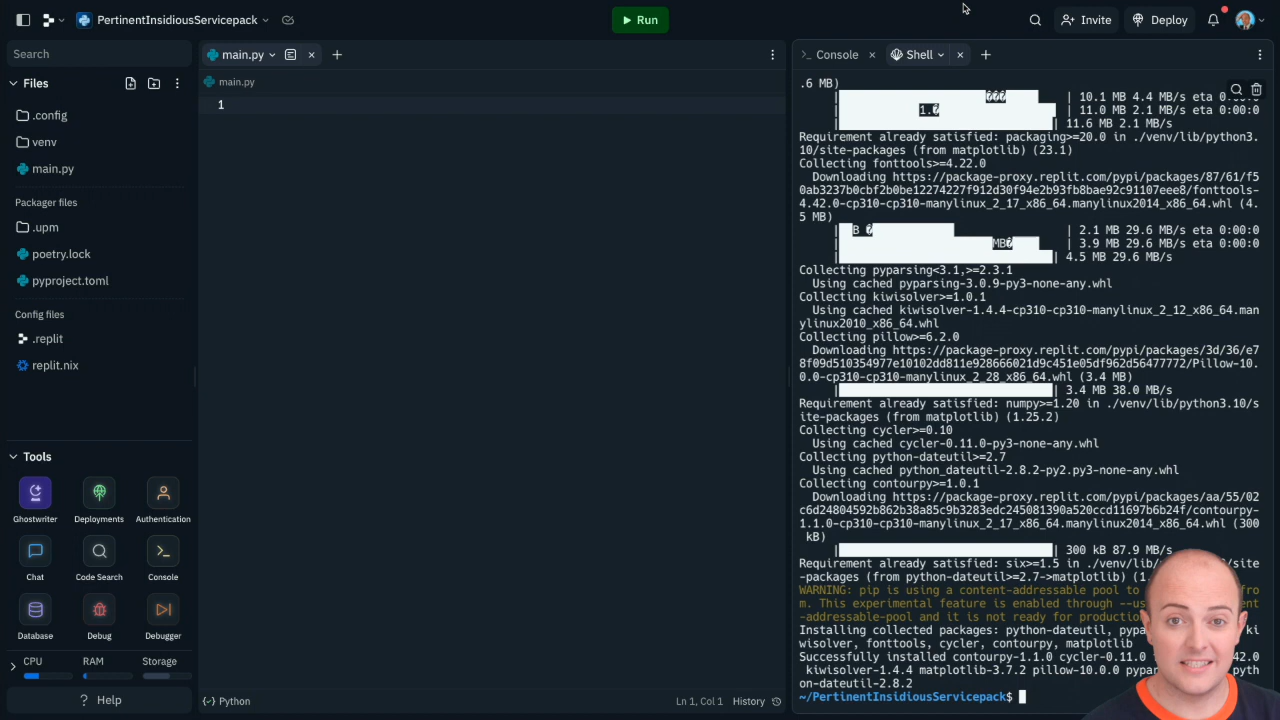 PertinentInsidiousServicepack
Run
Invite
Deploy
Search
Files
.config
venv
main.py
Packager files
.upm
poetry.lock
pyproject.toml
Config files
.replit
replit.nix
Tools
Ghostwriter
Deployments
Authentication
Chat
Code Search
Console
Database
Debug
Debugger
CPU
RAM
Storage
? Help
main.py
main.py
1
Python
Ln 1, Col 1
History
Console
Shell
.6 MB)
| 10.1 MB 4.4 MB/s eta 0:00:0
| 11.0 MB 2.1 MB/s eta 0:00:0
| 11.6 MB 2.1 MB/s
Requirement already satisfied: packaging>=20.0 in ./venv/lib/python3.
10/site-packages (from matplotlib) (23.1)
Collecting fonttools>=4.22.0
Downloading https://package-proxy.replit.com/pypi/packages/87/61/f5
0ab3237b0cbf2b0be12274227f912d30f94e2b93fb8bae92c91107eee8/fonttools-
4.42.0-cp310-cp310-manylinux_2_17_x86_64.manylinux2014_x86_64.whl (4.
5 MB)
| 2.1 MB 29.6 MB/s eta 0:00:0
| 3.9 MB 29.6 MB/s eta 0:00:0
| 4.5 MB 29.6 MB/s
Collecting pyparsing<3.1,>=2.3.1
Using cached pyparsing-3.0.9-py3-none-any.whl
Collecting kiwisolver>=1.0.1
Using cached kiwisolver-1.4.4-cp310-cp310-manylinux_2_12_x86_64.man
ylinux2010_x86_64.whl
Collecting pillow>=6.2.0
Downloading https://package-proxy.replit.com/pypi/packages/3d/36/e7
8f09d510354977e10102dd811e928666021d9c451e05df962d56477772/Pillow-10.
0.0-cp310-cp310-manylinux_2_28_x86_64.whl (3.4 MB)
| 3.4 MB 38.0 MB/s
Requirement already satisfied: numpy>=1.20 in ./venv/lib/python3.10/s
ite-packages (from matplotlib) (1.25.2)
Collecting cycler>=0.10
Using cached cycler-0.11.0-py3-none-any.whl
Collecting python-dateutil>=2.7
Using cached python_dateutil-2.8.2-py2.py3-none-any.whl
Collecting contourpy>=1.0.1
Downloading https://package-proxy.replit.com/pypi/packages/aa/55/02
c6d24804592b862b38a85c9b3283edc245081390a520ccd11697b6b24f/contourpy-
1.1.0-cp310-cp310-manylinux_2_17_x86_64.manylinux2014_x86_64.whl (300
kB)
| 300 kB 87.9 MB/s
Requirement already satisfied: six>=1.5 in ./venv/lib/ site
-packages (from python-dateutil>=2.7->matplotlib) (1.
WARNING: pip is using a content-addressable pool to fro
m. This experimental feature is enabled through --us ent
-addressable-pool and it is not ready for production
Installing collected packages: python-dateutil, pypa ki
wisolver, fonttools, cycler, contourpy, matplotlib
Successfully installed contourpy-1.1.0 cycler-0.11.0 42.0
kiwisolver-1.4.4 matplotlib-3.7.2 pillow-10.0.0 pyth
on-dateutil-2.8.2
~/PertinentInsidiousServicepack$